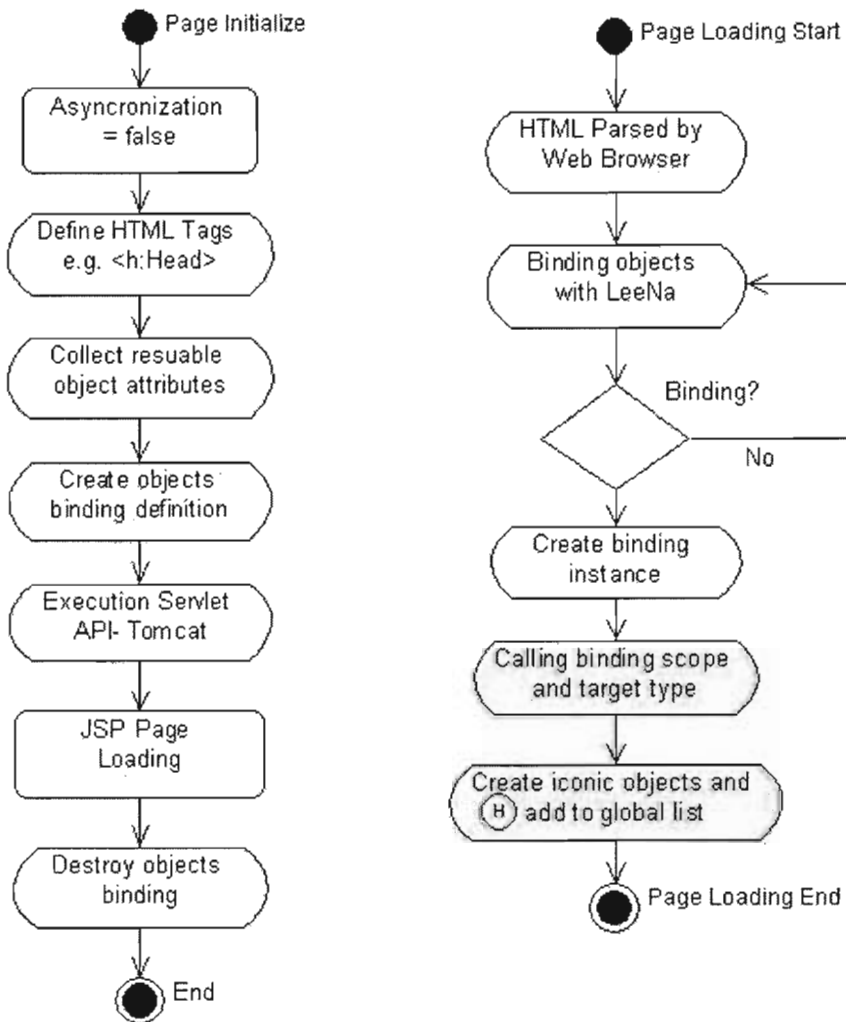 Page Initialize
Asyncronization
= false
Define HTML Tags
e.g. <h:Head>
Collect resuable
object attributes
Create objects
binding definition
Execution Servlet
API- Tomcat
JSP Page
Loading
Destroy objects
binding
End
Page Loading Start
HTML Parsed by
Web Browser
Binding objects
with LeeNa
Binding?
No
Create binding
instance
Calling binding scope
and target type
Create iconic objects and
H add to global list
Page Loading End